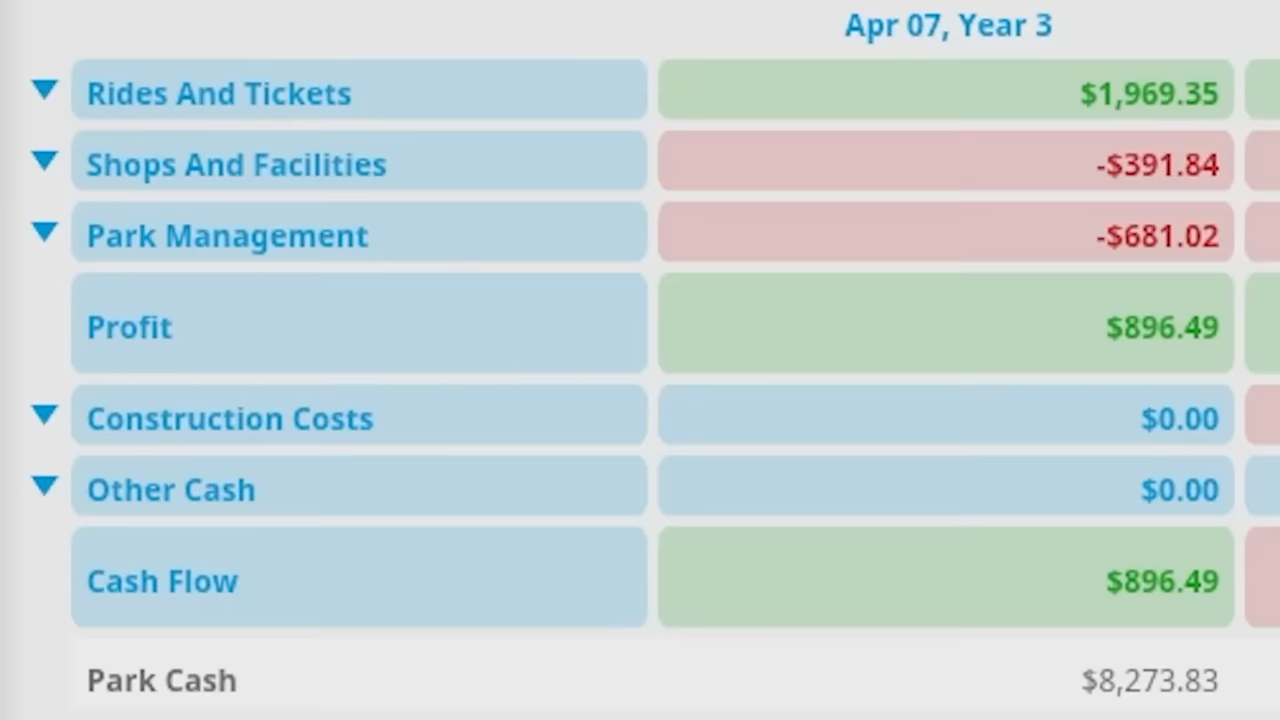 Apr 07, Year 3
Rides And Tickets $1,969.35
Shops And Facilities -$391.84
Park Management -$681.02
Profit $896.49
Construction Costs $0.00
Other Cash $0.00
Cash Flow $896.49
Park Cash $8,273.83